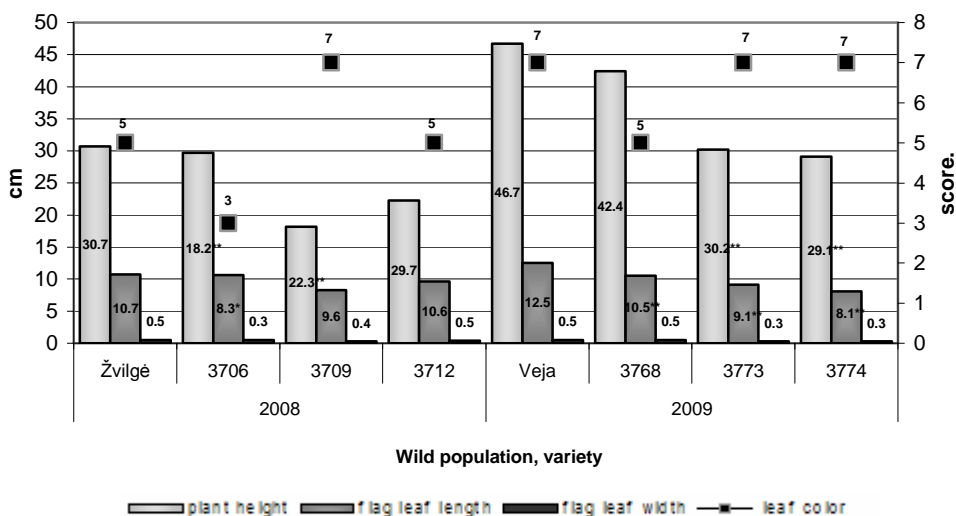 50 8
45 7 7 7 7 7
40 6
35 5 5 5 5
30 cm 4 score.
25 3 3
20 46.7 42.4
15 30.7 18.2** 22.3** 29.7 30.2** 29.1** 2
10 10.7 8.3* 9.6 10.6 12.5 10.5** 9.1** 8.1** 1
5 0.5 0.3 0.4 0.5 0.5 0.5 0.3 0.3
0 0
Žvilgė 3706 3709 3712 Veja 3768 3773 3774
2008 2009
Wild population, variety
plant height flag leaf length flag leaf width leaf color